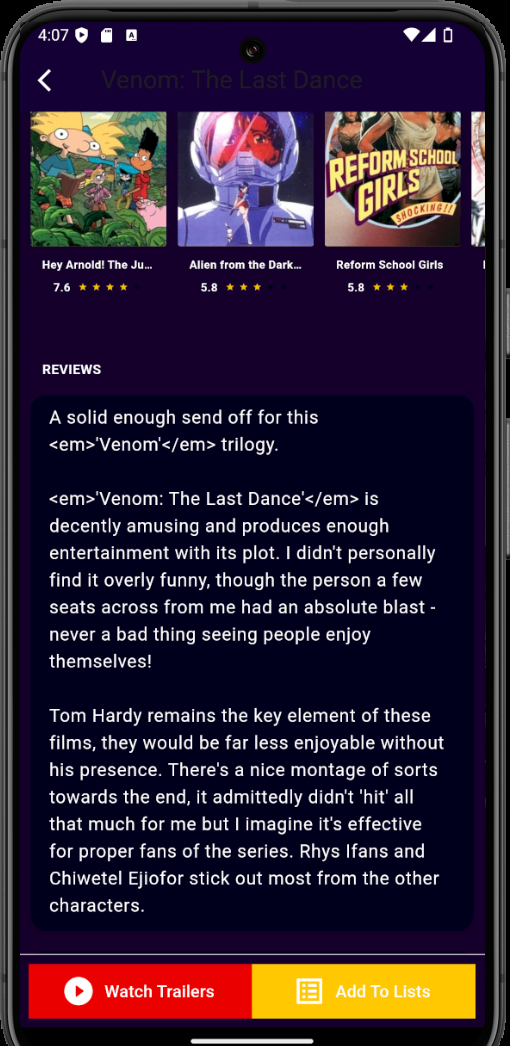 4:07
A
Venom: The Last Dance
REFORM SCHOOL
GIRLS
SHOCKING!!
Hey Arnold! The Ju...
Alien from the Dark...
Reform School Girls
7.6
5.8
5.8
REVIEWS
A solid enough send off for this
<em>'Venom'</em> trilogy.
<em>'Venom: The Last Dance'</em> is
decently amusing and produces enough
entertainment with its plot. I didn't personally
find it overly funny, though the person a few
seats across from me had an absolute blast -
never a bad thing seeing people enjoy
themselves!
Tom Hardy remains the key element of these
films, they would be far less enjoyable without
his presence. There's a nice montage of sorts
towards the end, it admittedly didn't 'hit' all
that much for me but I imagine it's effective
for proper fans of the series. Rhys Ifans and
Chiwetel Ejiofor stick out most from the other
characters.
Watch Trailers
Add To Lists